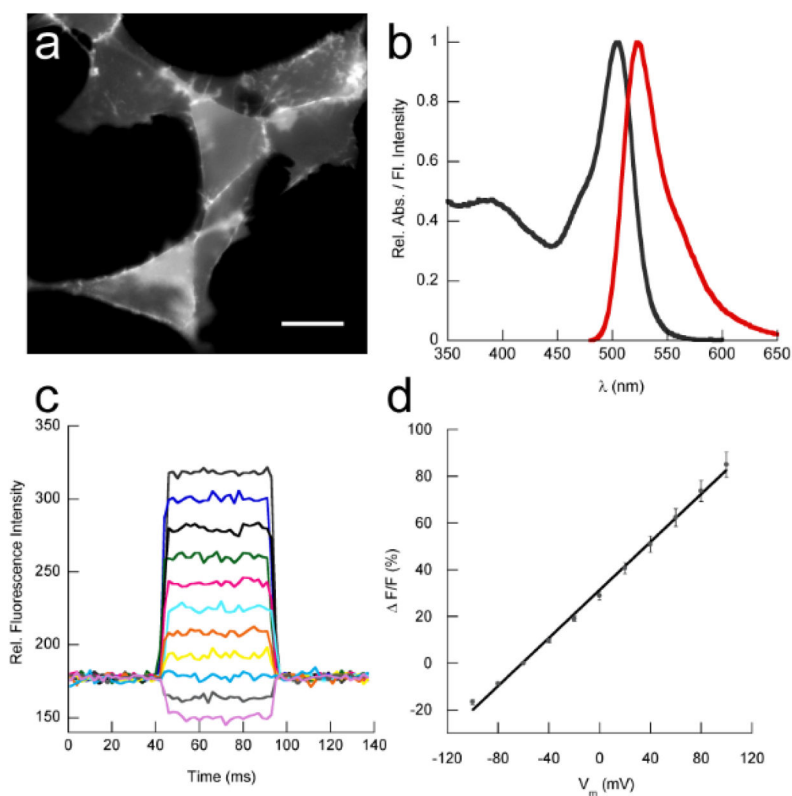 a
b
Rel. Abs. / Fl. Intensity
1
0.8
0.6
0.4
0.2
0
350 400 450 500 550 600 650
λ (nm)
c
Rel. Fluorescence Intensity
350
300
250
200
150
0 20 40 60 80 100 120 140
Time (ms)
d
Δ F/F (%)
100
80
60
40
20
0
-20
-120 -80 -40 0 40 80 120
V m (mV)